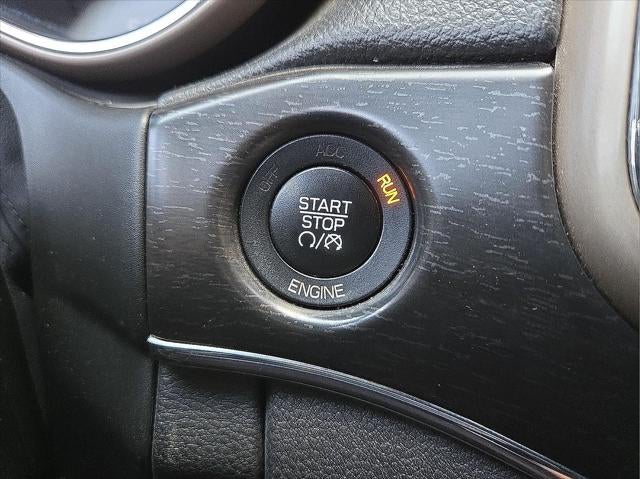 OFF ACC RUN
START
STOP
ENGINE